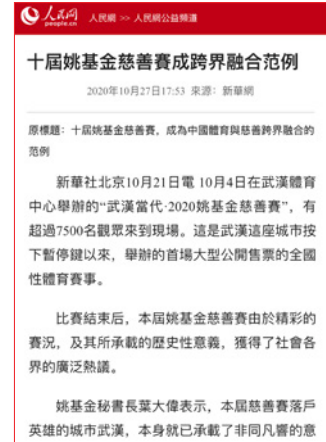 人民网
people.cn
人民網 >> 人民網公益頻道
十屆姚基金慈善賽成跨界融合范例
2020年10月27日17:53 來源：新華網
原標題：十屆姚基金慈善賽，成為中國體育與慈善跨界融合的
范例
新華社北京10月21日電 10月4日在武漢體育
中心舉辦的“武漢當代·2020姚基金慈善賽”，有
超過7500名觀眾來到現場。這是武漢這座城市按
下暫停鍵以來，舉辦的首場大型公開售票的全國
性體育賽事。
比賽結束后，本屆姚基金慈善賽由於精彩的
賽況，及其所承載的歷史性意義，獲得了社會各
界的廣泛熱議。
姚基金秘書長葉大偉表示，本屆慈善賽落戶
英雄的城市武漢，本身就已承載了非同凡響的意